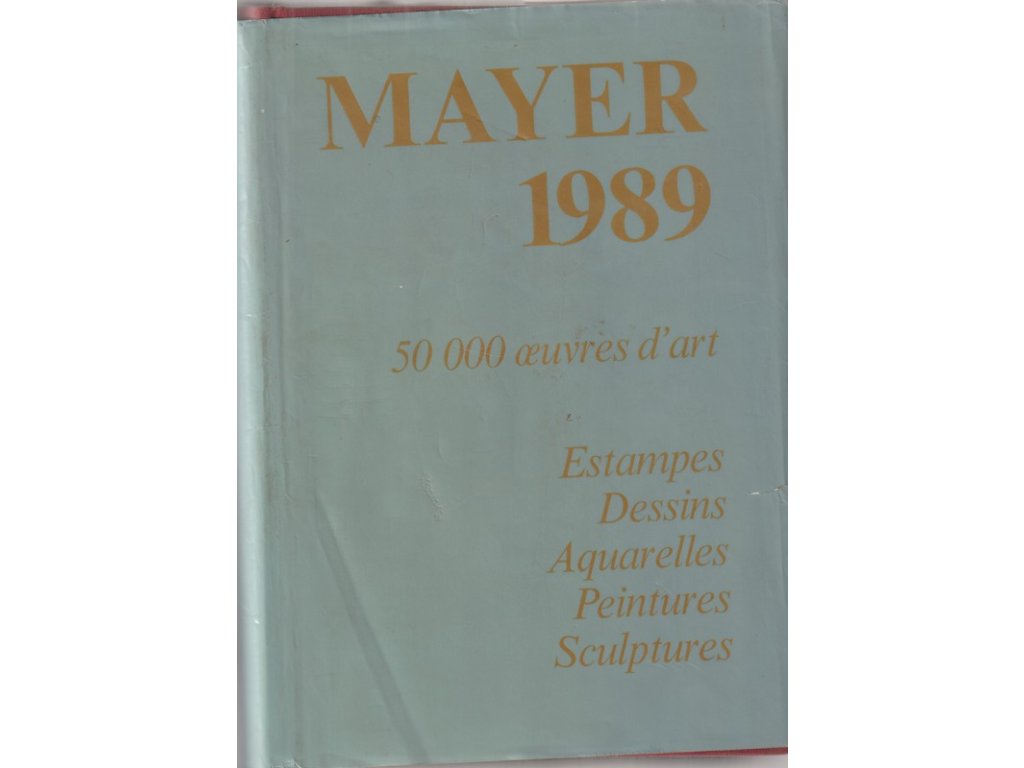 MAYER
1989
50 000 œuvres d'art
Estampes
Dessins
Aquarelles
Peintures
Sculptures